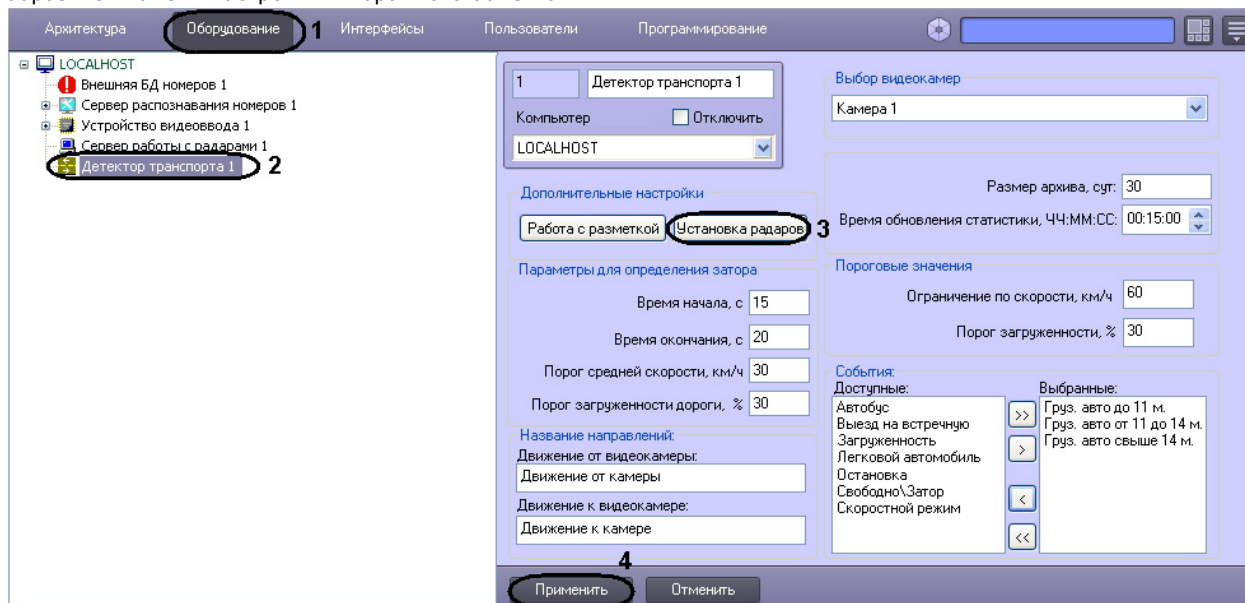 Архитектура Оборудование 1 Интерфейсы Пользователи Программирование
LOCALHOST
Внешняя БД номеров 1
Сервер распознавания номеров 1
Устройство видеоввода 1
Сервер работы с радарами 1
Детектор транспорта 1 2
1 Детектор транспорта 1
Компьютер Отключить
LOCALHOST
Дополнительные настройки
Работа с разметкой Установка радаров 3
Параметры для определения затора
Время начала, с 15
Время окончания, с 20
Порог средней скорости, км/ч 30
Порог загруженности дороги, % 30
Название направлений:
Движение от видеокамеры:
Движение от камеры
Движение к видеокамере:
Движение к камере
Выбор видеокамер
Камера 1
Размер архива, сут: 30
Время обновления статистики, ЧЧ:ММ:СС: 00:15:00
Пороговые значения
Ограничение по скорости, км/ч 60
Порог загруженности, % 30
События:
Доступные:
Автобус
Выезд на встречную
Загруженность
Легковой автомобиль
Остановка
Свободно\Затор
Скоростной режим
>>
>
<
<<
Выбранные:
Груз. авто до 11 м.
Груз. авто от 11 до 14 м.
Груз. авто свыше 14 м.
4
Применить Отменить